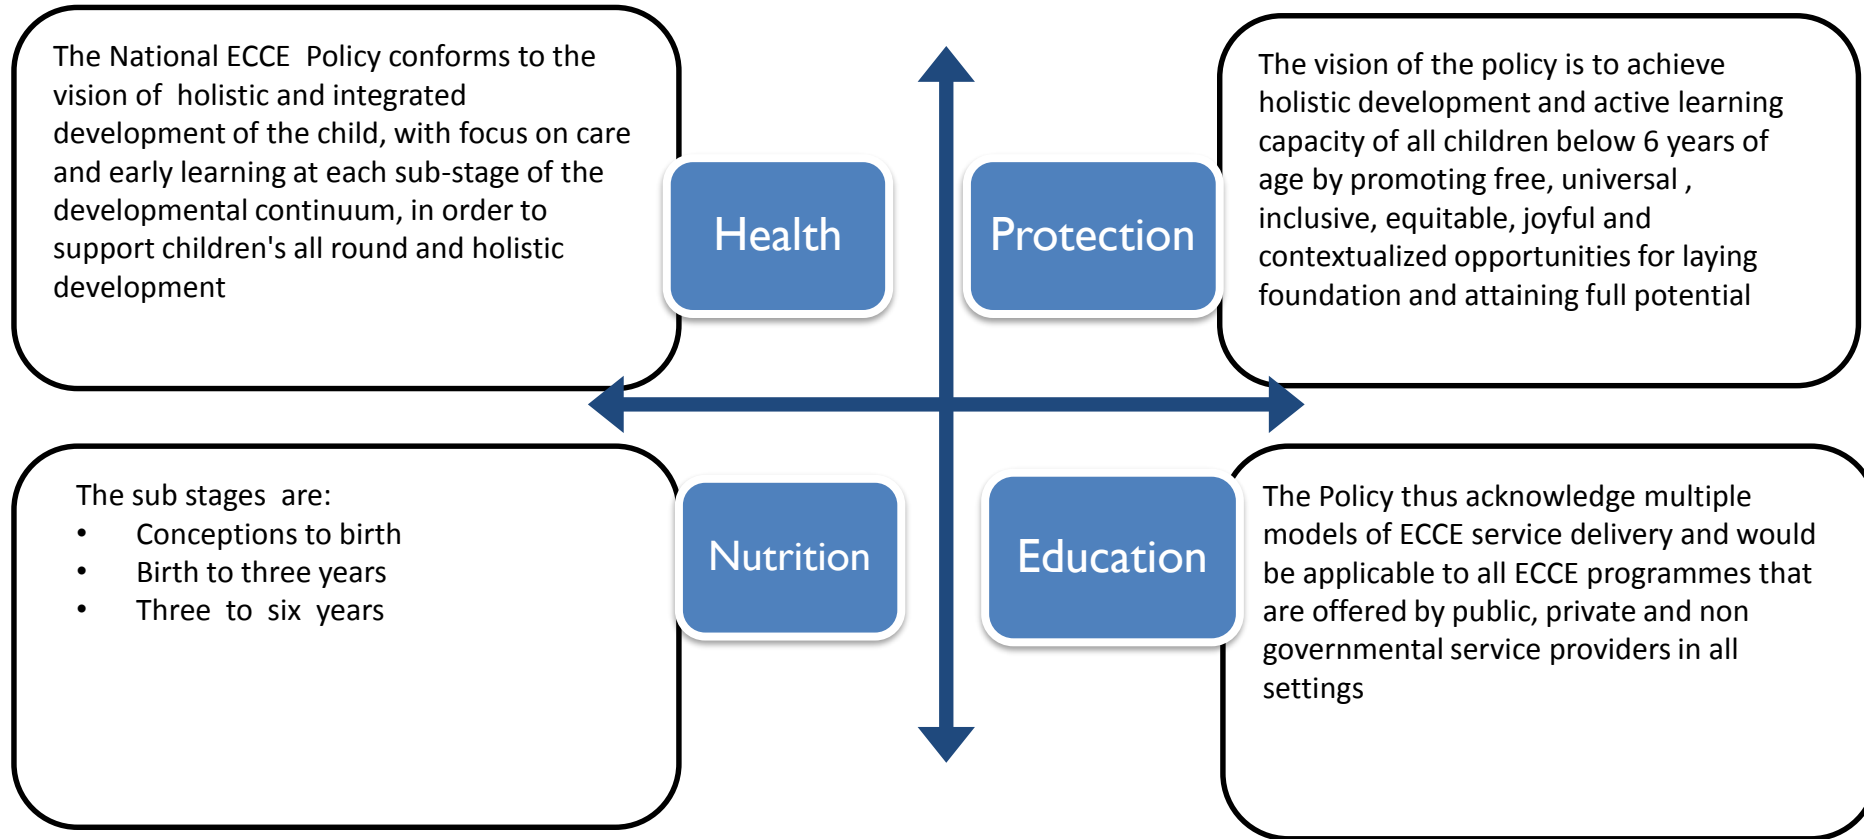 The National ECCE Policy conforms to the
vision of holistic and integrated
development of the child, with focus on care
and early learning at each sub-stage of the
developmental continuum, in order to
support children's all round and holistic
development
Health
Protection
The vision of the policy is to achieve
holistic development and active learning
capacity of all children below 6 years of
age by promoting free, universal ,
inclusive, equitable, joyful and
contextualized opportunities for laying
foundation and attaining full potential
The sub stages are:
• Conceptions to birth
• Birth to three years
• Three to six years
Nutrition
Education
The Policy thus acknowledge multiple
models of ECCE service delivery and would
be applicable to all ECCE programmes that
are offered by public, private and non
governmental service providers in all
settings